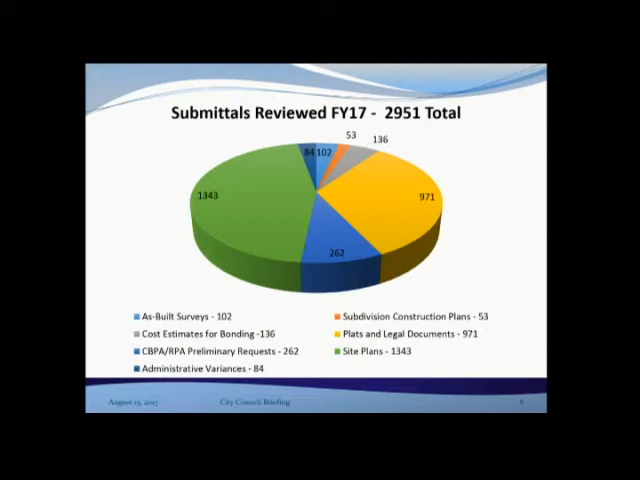 Submittals Reviewed FY17 - 2951 Total
53
136
84 102
1343
971
262
As-Built Surveys - 102
Subdivision Construction Plans - 53
Cost Estimates for Bonding -136
Plats and Legal Documents - 971
CBPA/RPA Preliminary Requests - 262
Site Plans - 1343
Administrative Variances - 84
August 15, 2017
City Council Briefing